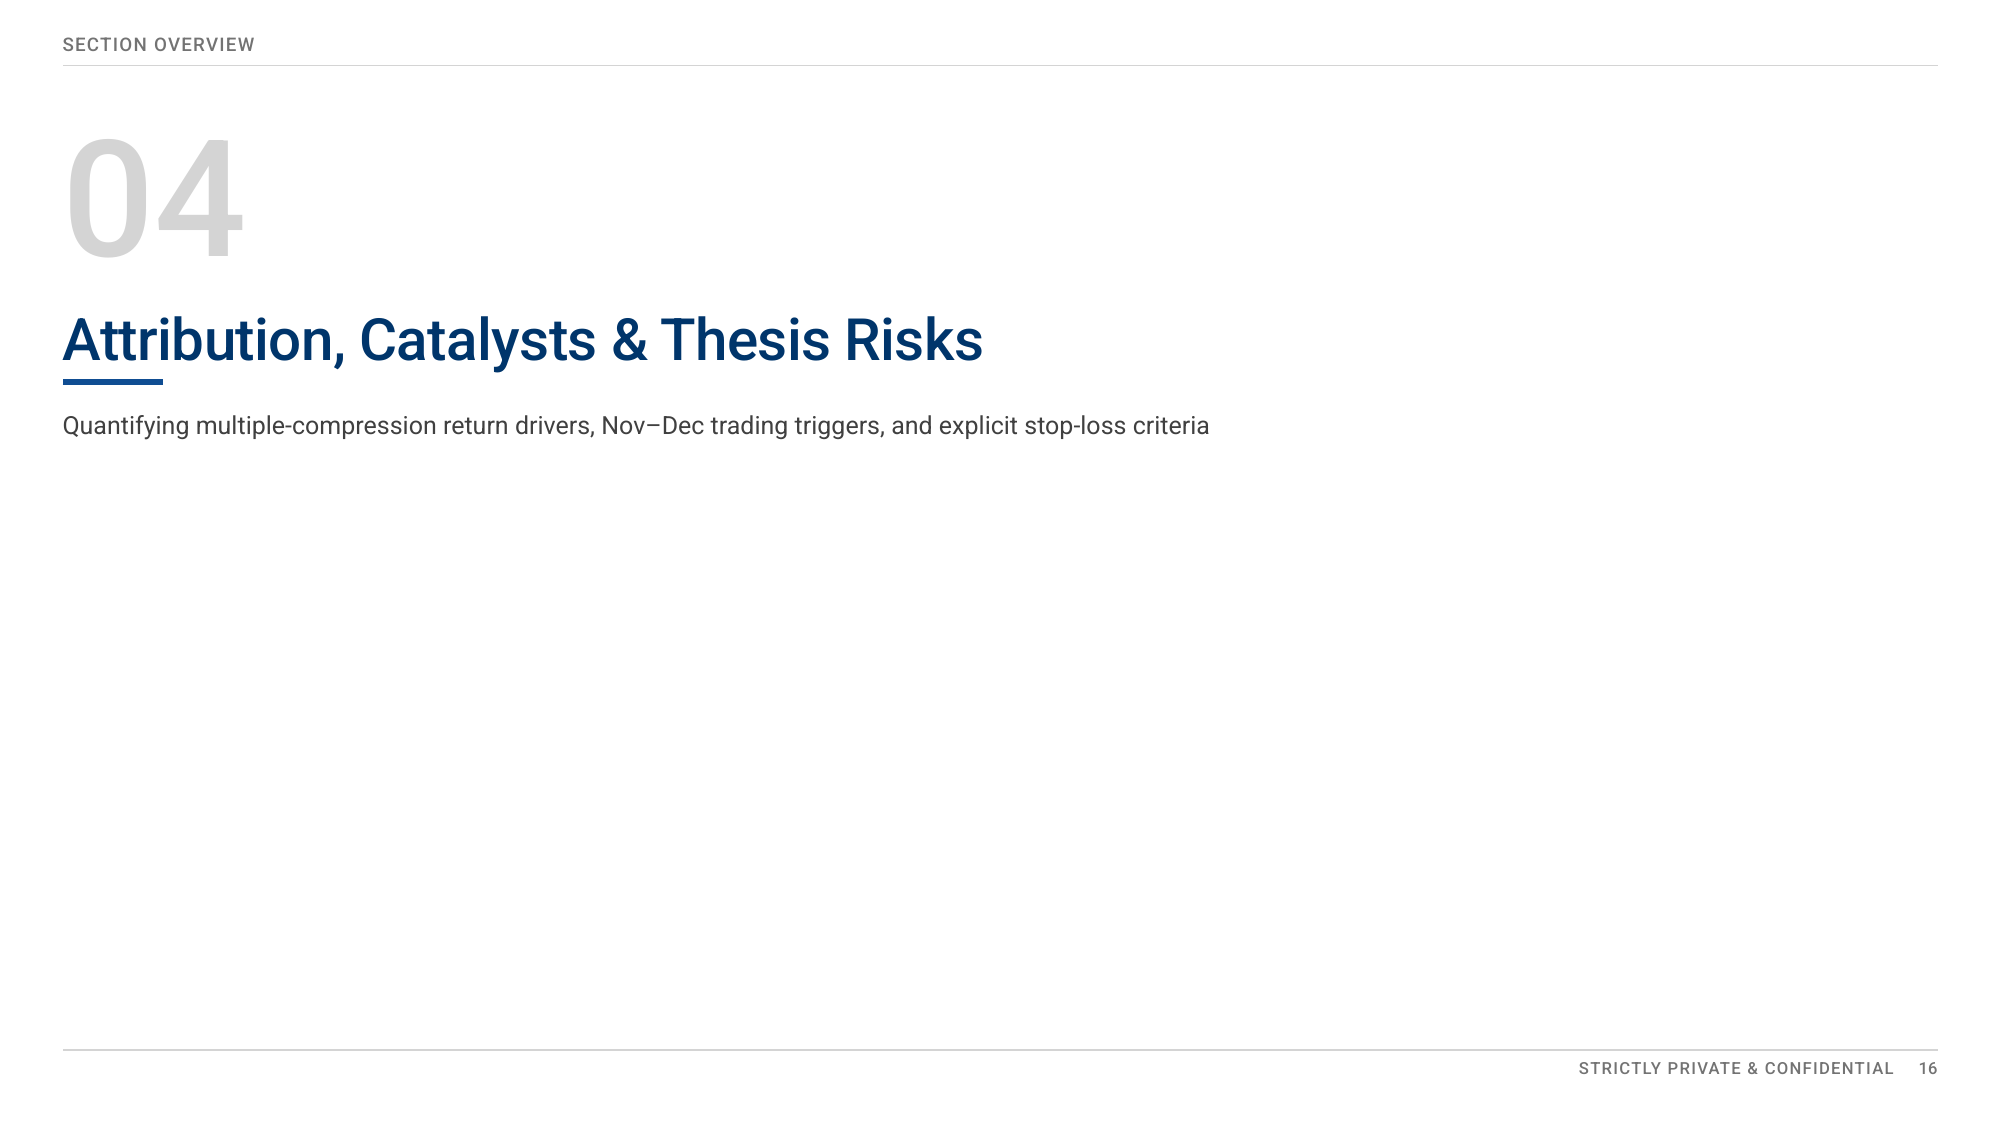 SECTION OVERVIEW
04
Attribution, Catalysts & Thesis Risks
Quantifying multiple-compression return drivers, Nov–Dec trading triggers, and explicit stop-loss criteria
STRICTLY PRIVATE & CONFIDENTIAL 16